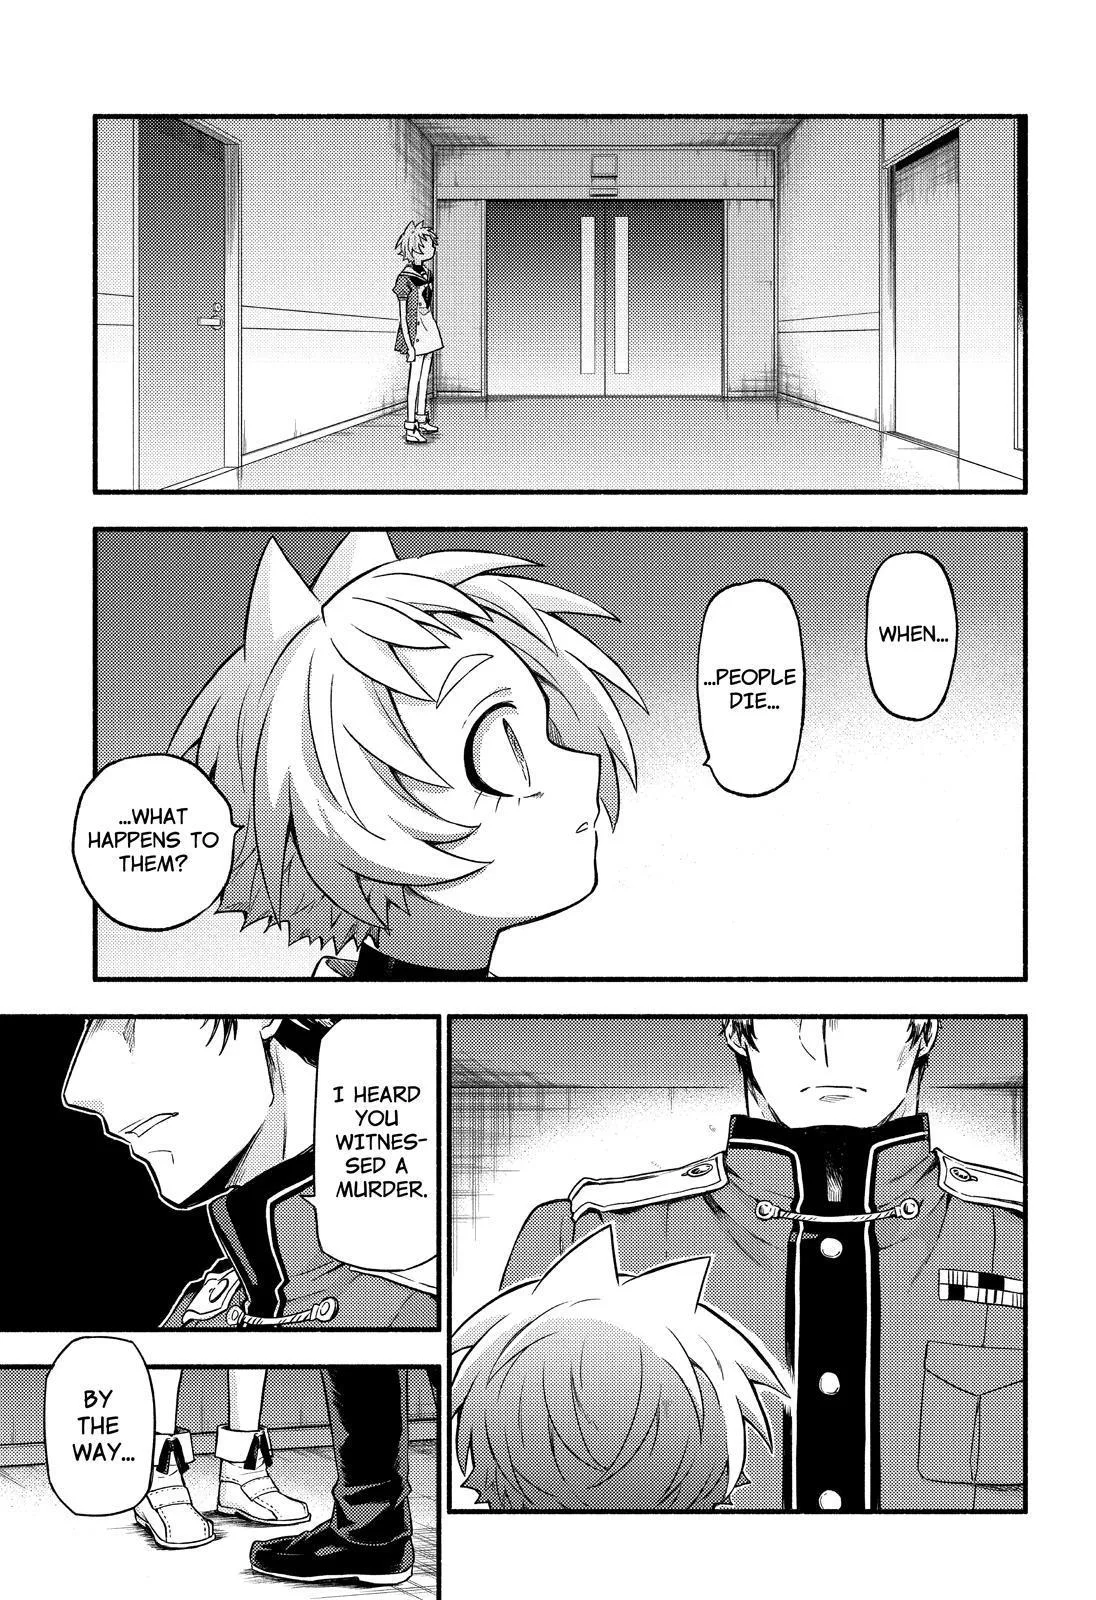 WHEN...
...PEOPLE
DIE...
...WHAT
HAPPENS TO
THEM?
I HEARD
YOU
WITNES-
SED A
MURDER.
BY
THE
WAY...